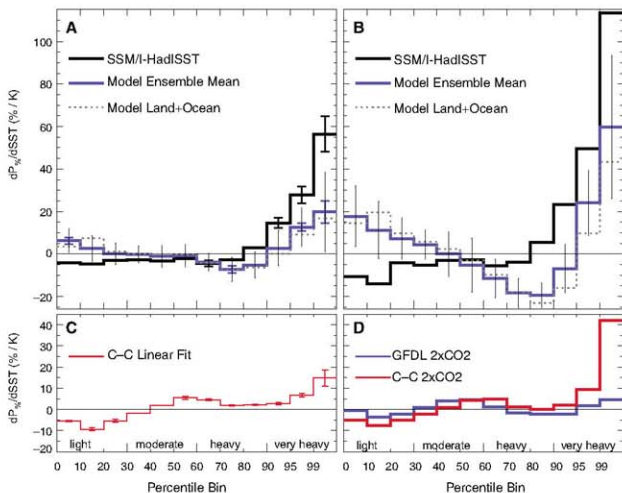 A
SSM/I-HadISST
Model Ensemble Mean
Model Land+Ocean
dP%/dSST (% / K)
100
80
60
40
20
0
−20
B
SSM/I-HadISST
Model Ensemble Mean
Model Land+Ocean
C
C–C Linear Fit
dP%/dSST (% / K)
40
30
20
10
0
−10
−20
light moderate heavy very heavy
0 10 20 30 40 50 60 70 80 90 95 99
Percentile Bin
D
GFDL 2xCO2
C–C 2xCO2
light moderate heavy very heavy
0 10 20 30 40 50 60 70 80 90 95 99
Percentile Bin